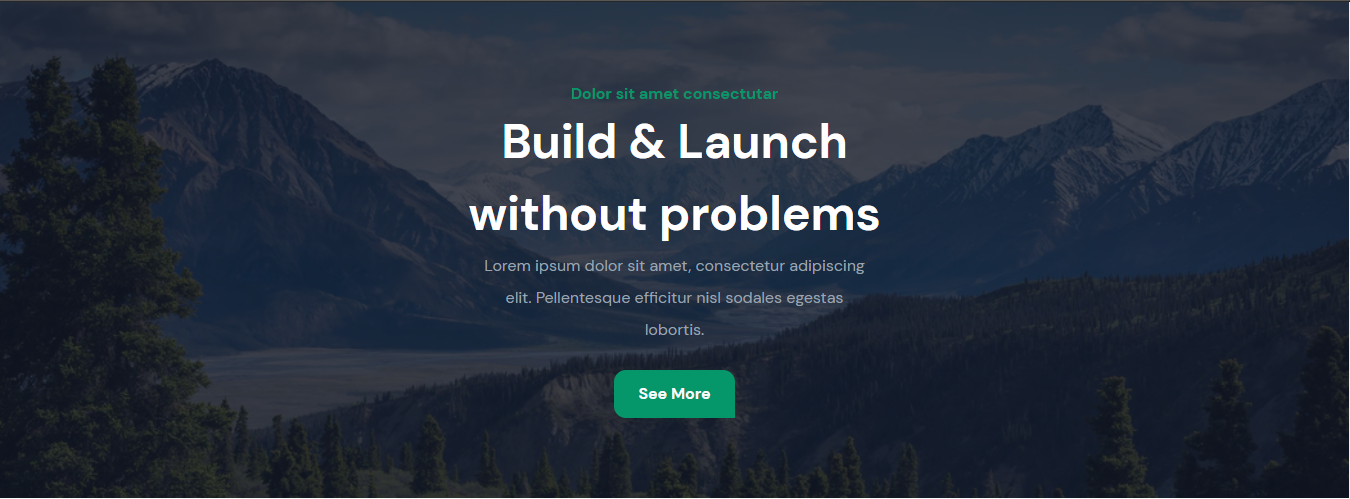 Dolor sit amet consectutar
Build & Launch
without problems
Lorem ipsum dolor sit amet, consectetur adipiscing
elit. Pellentesque efficitur nisl sodales egestas
lobortis.
See More